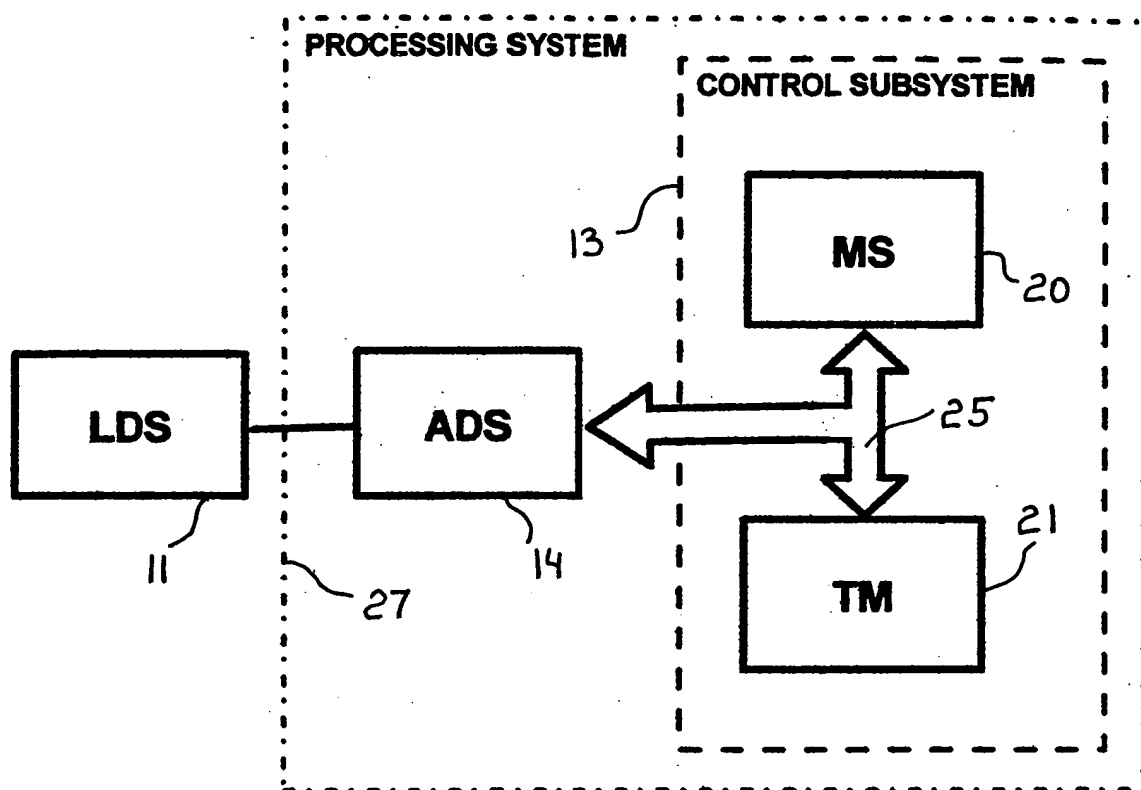 PROCESSING SYSTEM
CONTROL SUBSYSTEM
13
MS
20
LDS
ADS
25
11
14
27
21
TM